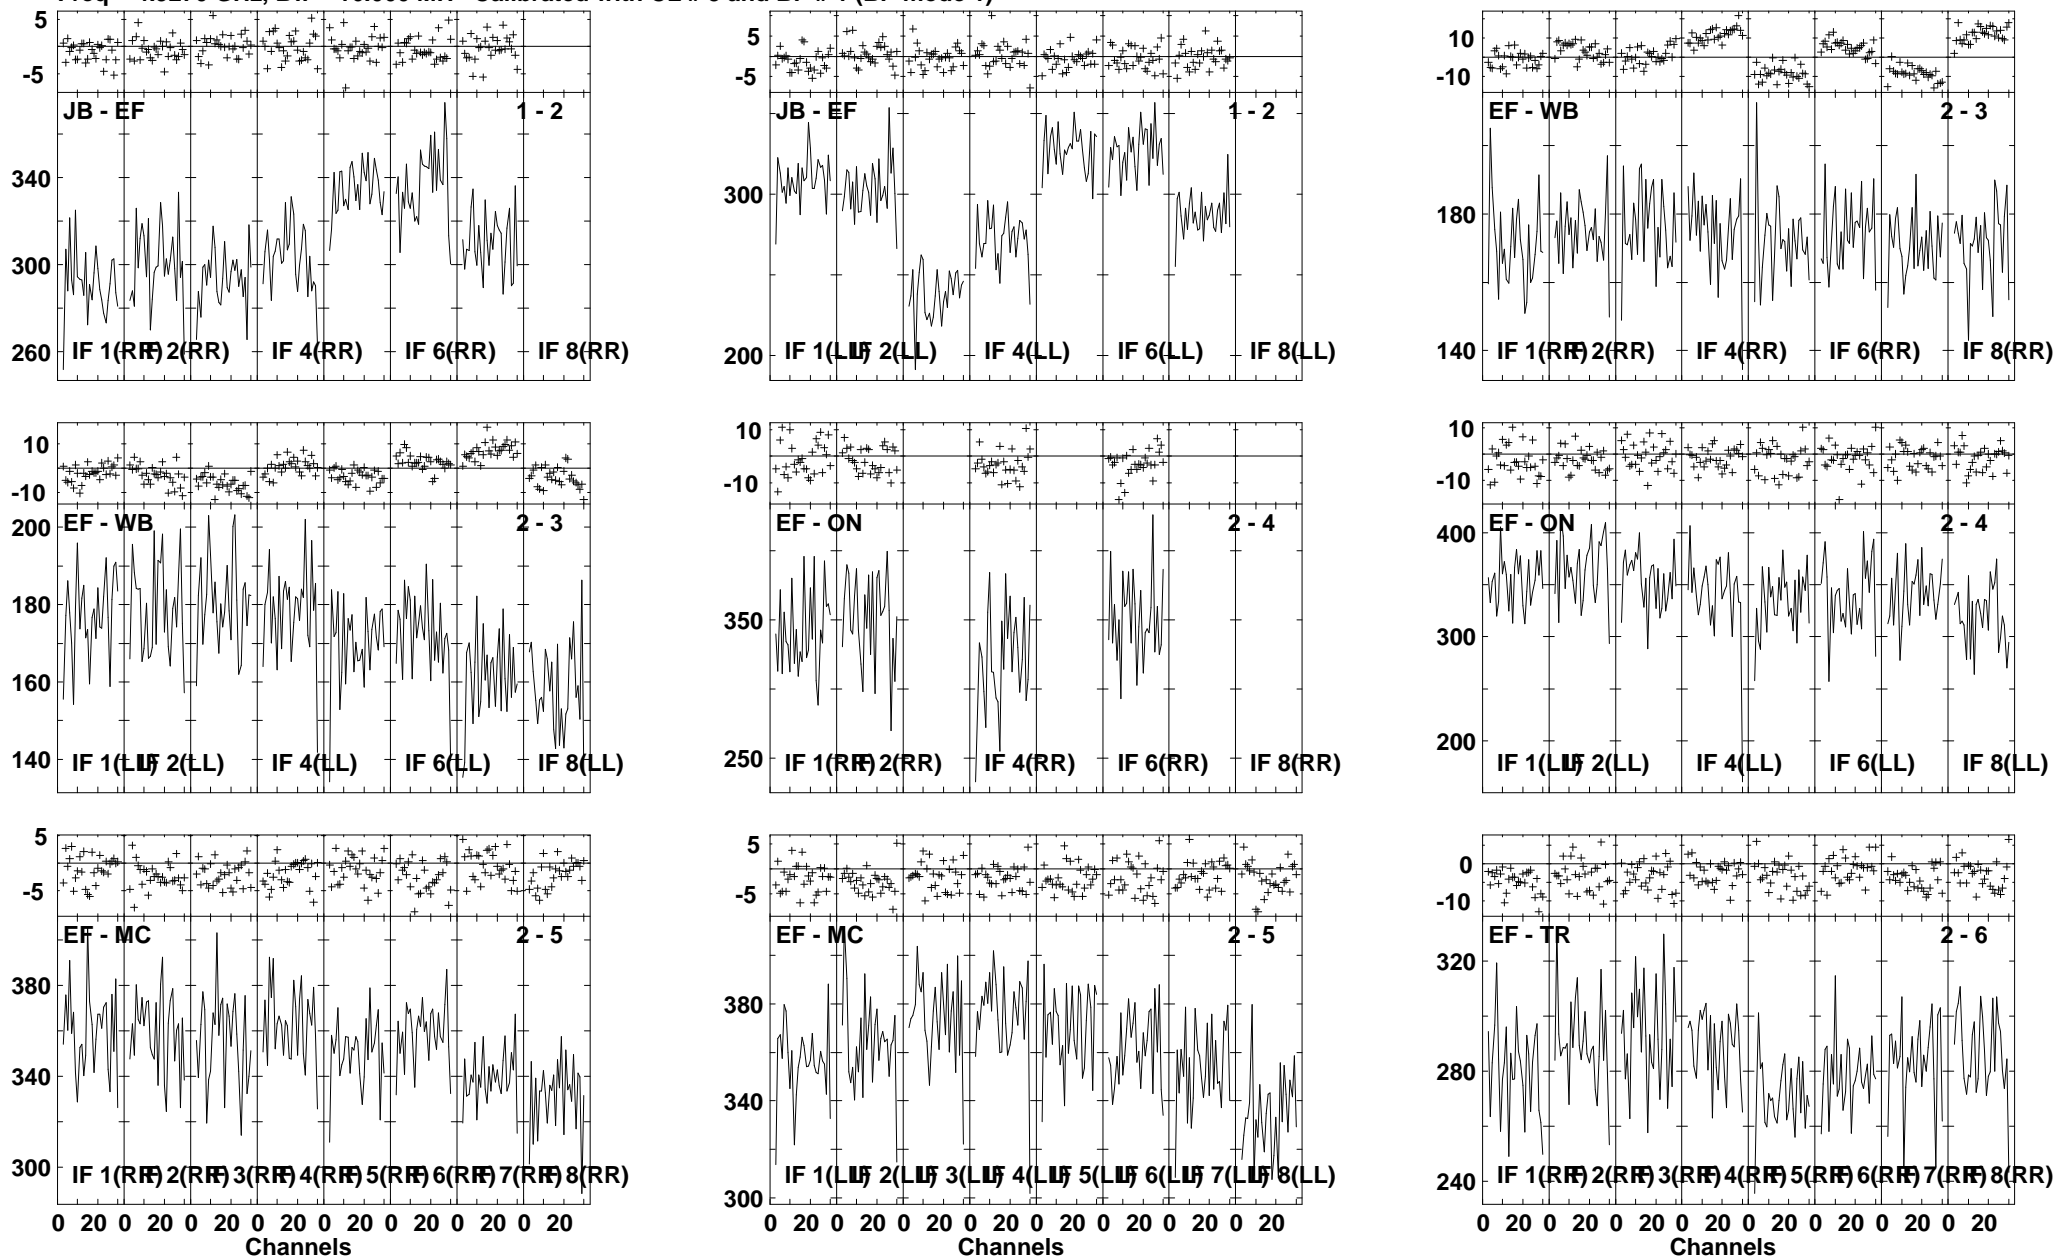 5
-5
JB - EF 1 - 2
340
300
260
IF 1(RR) IF 2(RR) IF 4(RR) IF 6(RR) IF 8(RR)
5
-5
JB - EF 1 - 2
300
200
IF 1(LL) IF 2(LL) IF 4(LL) IF 6(LL) IF 8(LL)
10
-10
EF - WB 2 - 3
180
140
IF 1(RR) IF 2(RR) IF 4(RR) IF 6(RR) IF 8(RR)
10
-10
EF - WB 2 - 3
200
180
160
140
IF 1(LL) IF 2(LL) IF 4(LL) IF 6(LL) IF 8(LL)
10
-10
EF - ON 2 - 4
350
250
IF 1(RR) IF 2(RR) IF 4(RR) IF 6(RR) IF 8(RR)
10
-10
EF - ON 2 - 4
400
300
200
IF 1(LL) IF 2(LL) IF 4(LL) IF 6(LL) IF 8(LL)
5
-5
EF - MC 2 - 5
380
340
300
IF 1(RR) IF 2(RR) IF 3(RR) IF 4(RR) IF 5(RR) IF 6(RR) IF 7(RR) IF 8(RR)
0 20 0 20 0 20 0 20 0 20 0 20 0 20 0 20
Channels
5
-5
EF - MC 2 - 5
380
340
300
IF 1(LL) IF 2(LL) IF 3(LL) IF 4(LL) IF 5(LL) IF 6(LL) IF 7(LL) IF 8(LL)
0 20 0 20 0 20 0 20 0 20 0 20 0 20 0 20
Channels
0
-10
EF - TR 2 - 6
320
280
240
IF 1(RR) IF 2(RR) IF 3(RR) IF 4(RR) IF 5(RR) IF 6(RR) IF 7(RR) IF 8(RR)
0 20 0 20 0 20 0 20 0 20 0 20 0 20 0 20
Channels